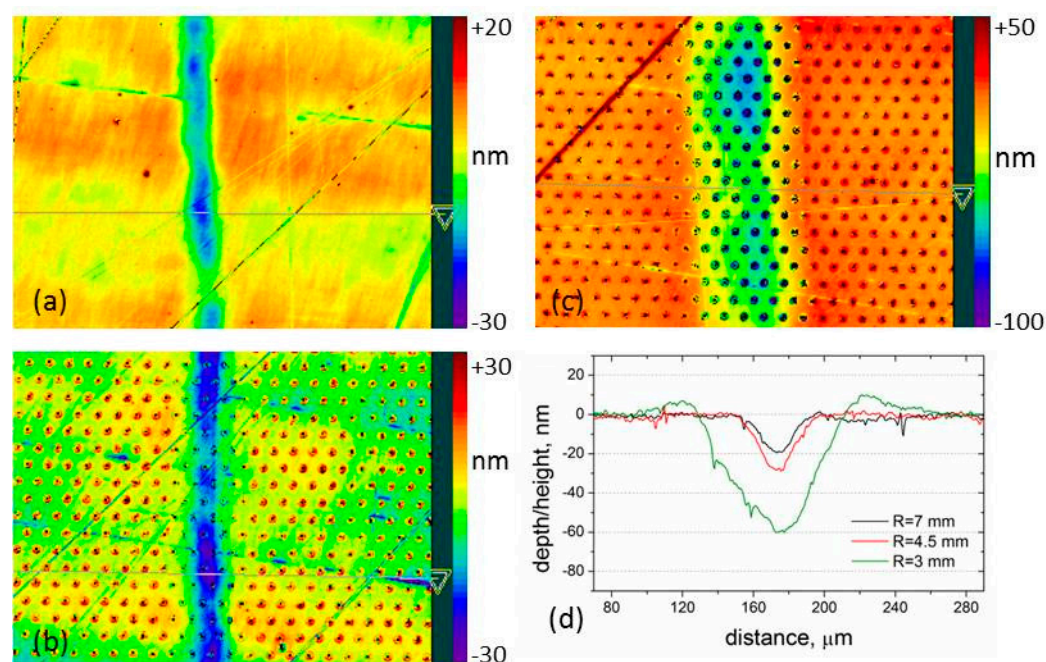 +20
nm
(a)
-30
+50
nm
(c)
-100
+30
nm
(b)
-30
20
0
-20
-40
-60
-80
depth/height, nm
R=7 mm
R=4.5 mm
R=3 mm
(d)
80 120 160 200 240 280
distance, μm